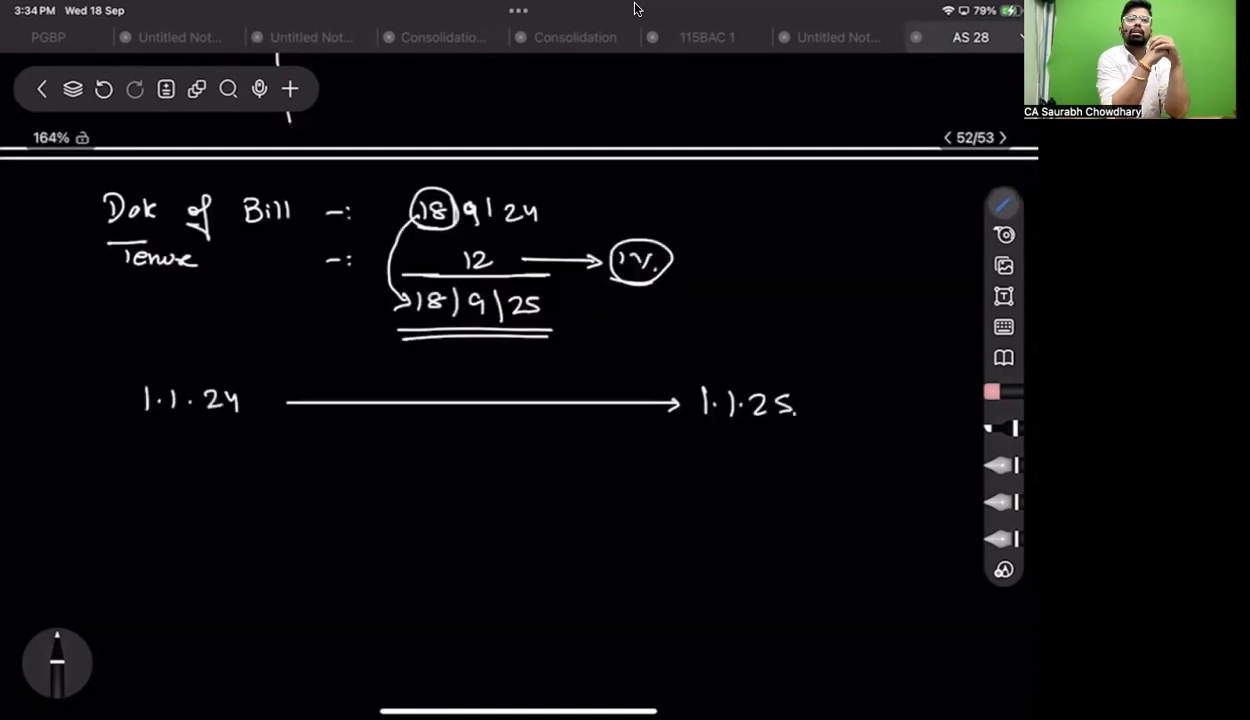 3:34 PM Wed 18 Sep
79%
PGBP Untitled Not... Untitled Not... Consolidatio... Consolidation 115BAC 1 Untitled Not... AS 28
CA Saurabh Chowdhary
164% 52/53
Date of Bill -: 18/9/24
Tenure -: 12 → 1Y.
18/9/25
1.1.24 → 1.1.25.